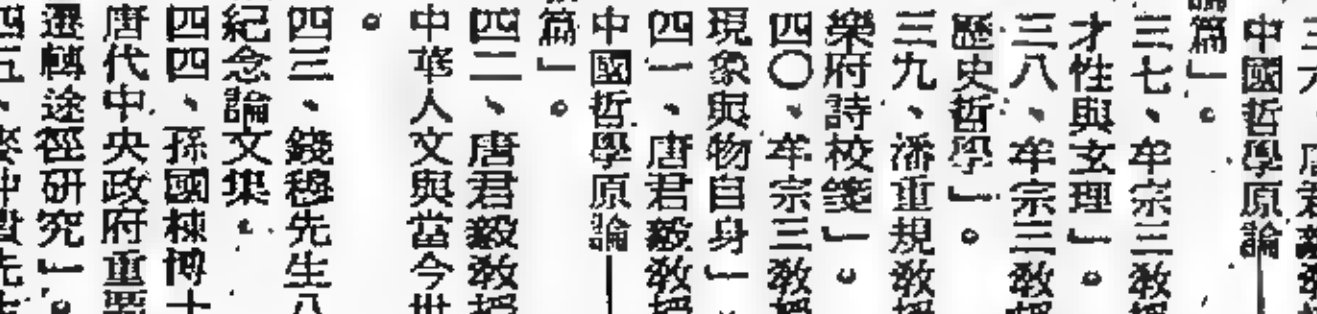 三六、唐君毅
中國哲學原論—
論篇」。
三七、牟宗三教授
才性與玄理」。
三八、牟宗三教授
歷史哲學」。
三九、潘重規教授
樂府詩校箋」
四〇、牟宗三教授
現象與物自身」
四一、唐君毅教授
中國哲學原論—
篇」。
四二、唐君毅教授
中華人文與當今世
。
四三、錢穆先生八
紀念論文集。
四四、孫國棟博士
唐代中央政府重要
遷轉途徑研究」。
四五、